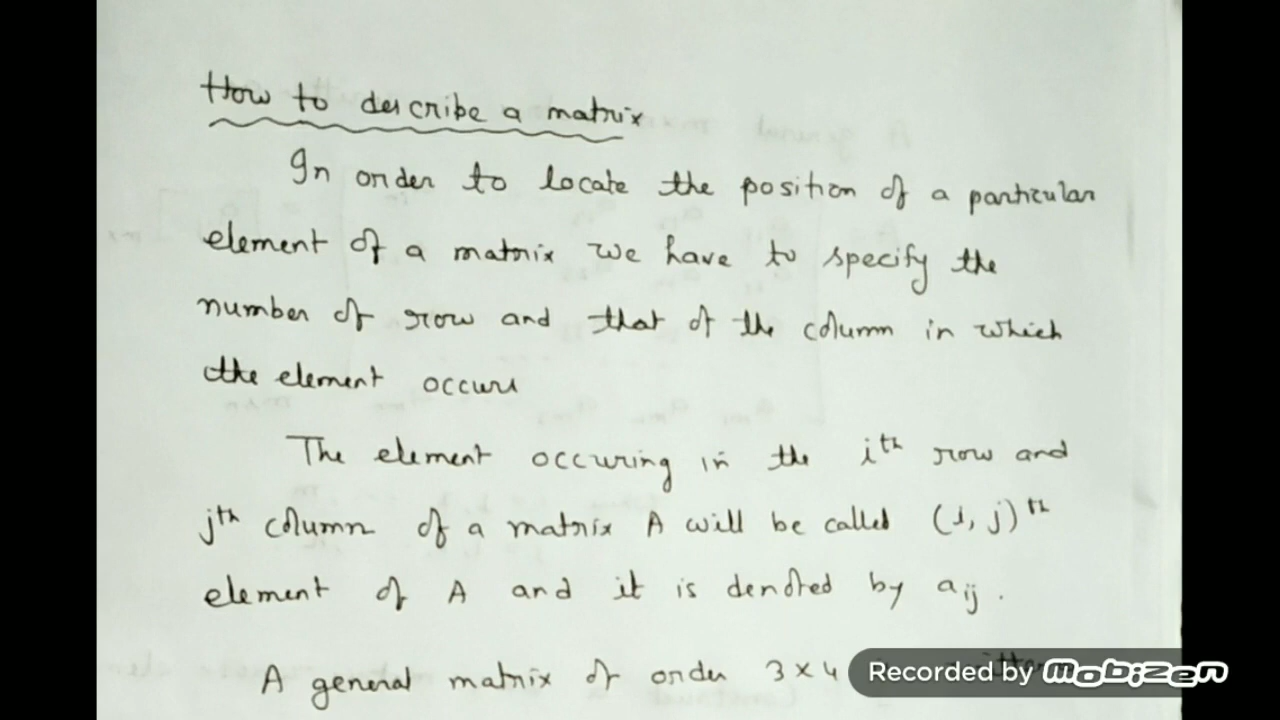 How to describe a matrix
In order to locate the position of a particular
element of a matrix we have to specify the
number of row and that of the column in which
the element occurs
The element occuring in the iᵗʰ row and
jᵗʰ column of a matrix A will be called (i, j)ᵗʰ
element of A and it is denoted by aᵢⱼ.
A general matrix of order 3×4
Recorded by mobizen